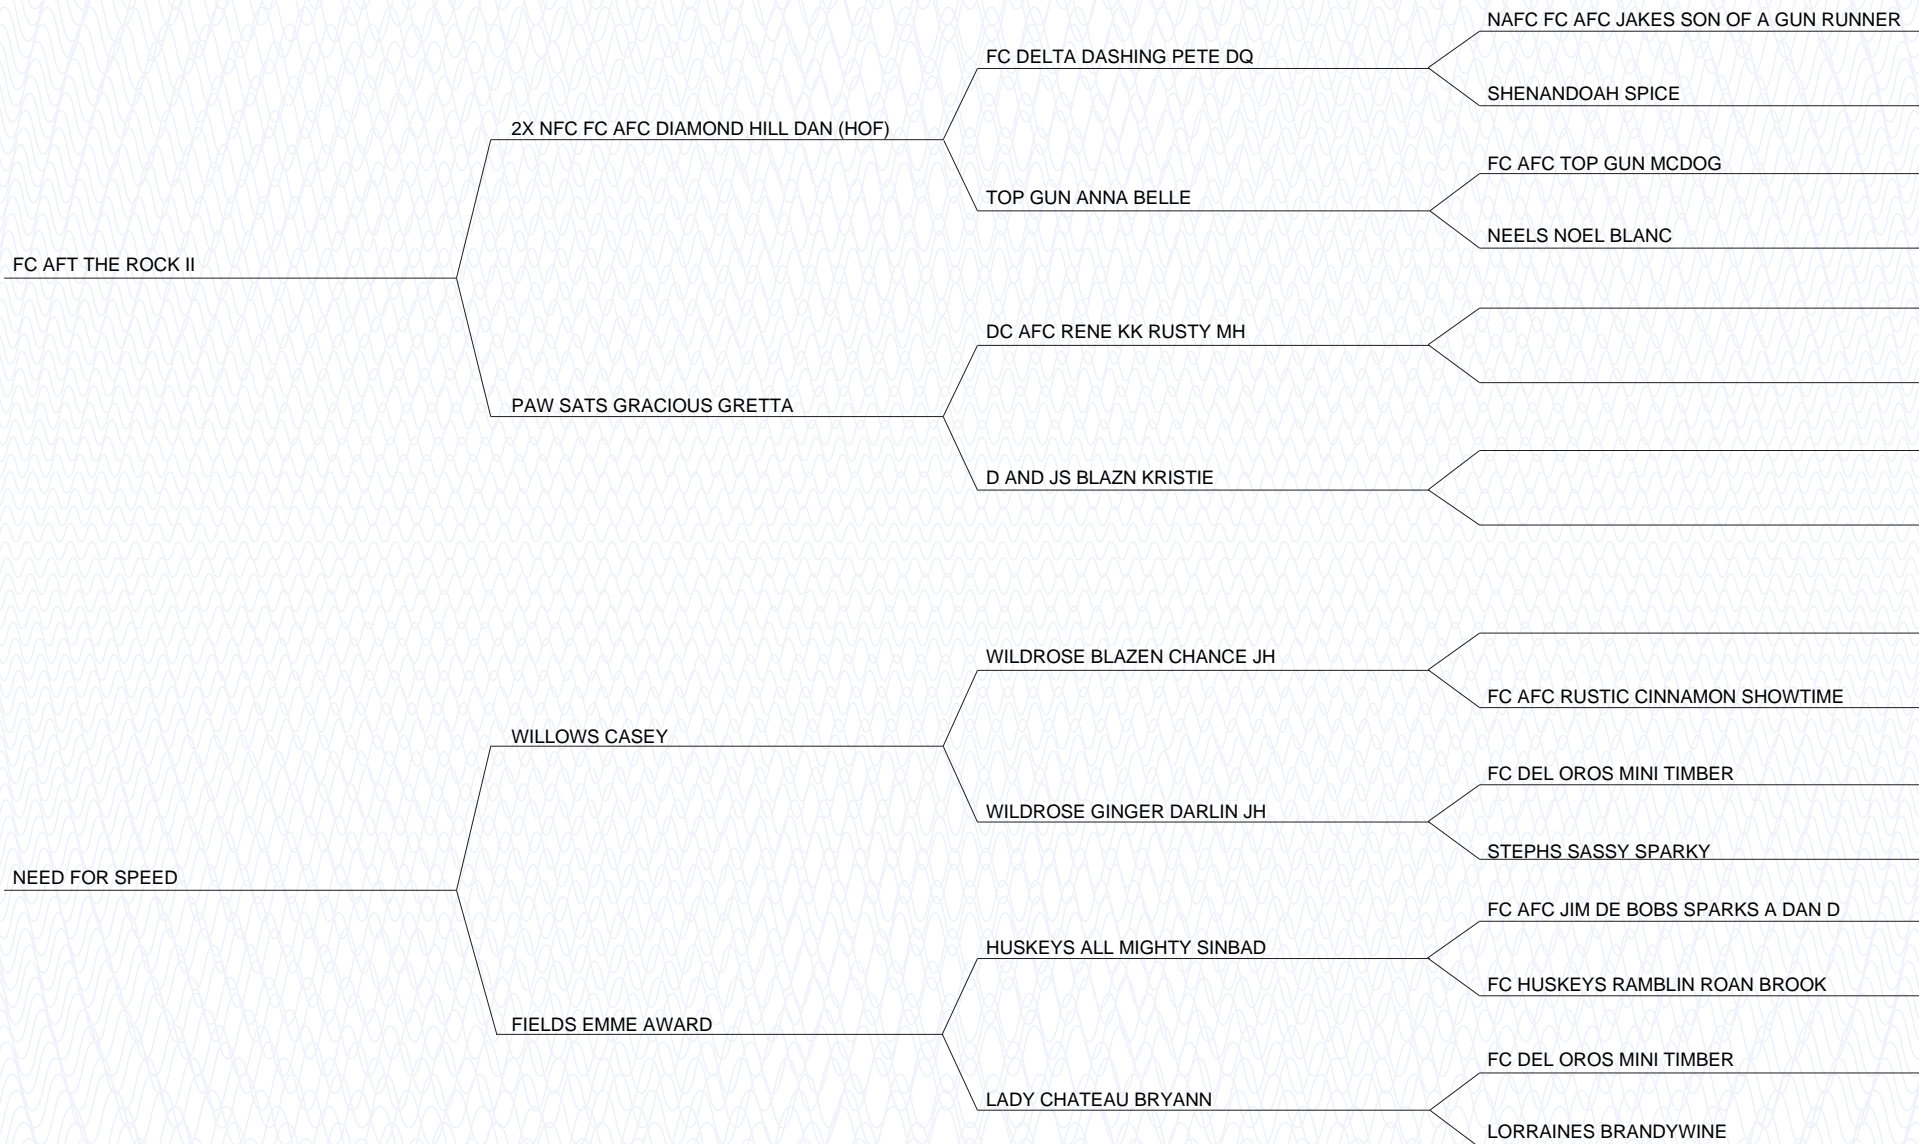 NAFC FC AFC JAKES SON OF A GUN RUNNER
FC DELTA DASHING PETE DQ
SHENANDOAH SPICE
2X NFC FC AFC DIAMOND HILL DAN (HOF)
FC AFC TOP GUN MCDOG
TOP GUN ANNA BELLE
NEELS NOEL BLANC
FC AFT THE ROCK II
DC AFC RENE KK RUSTY MH
PAW SATS GRACIOUS GRETTA
D AND JS BLAZN KRISTIE
WILDROSE BLAZEN CHANCE JH
FC AFC RUSTIC CINNAMON SHOWTIME
WILLOWS CASEY
FC DEL OROS MINI TIMBER
WILDROSE GINGER DARLIN JH
STEPHS SASSY SPARKY
NEED FOR SPEED
FC AFC JIM DE BOBS SPARKS A DAN D
HUSKEYS ALL MIGHTY SINBAD
FC HUSKEYS RAMBLIN ROAN BROOK
FIELDS EMME AWARD
FC DEL OROS MINI TIMBER
LADY CHATEAU BRYANN
LORRAINES BRANDYWINE